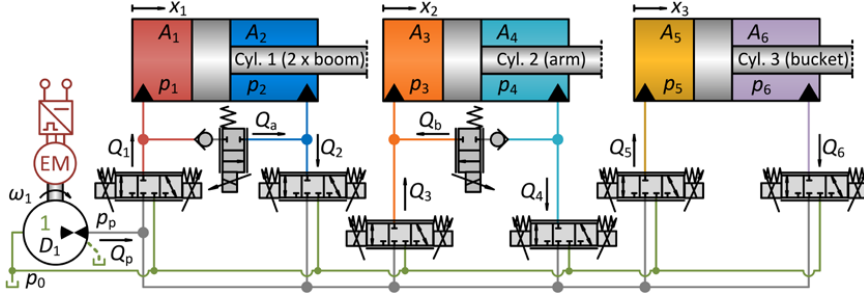 x₁
x₂
x₃
A₁
A₂
A₃
A₄
A₅
A₆
Cyl. 1 (2 x boom)
Cyl. 2 (arm)
Cyl. 3 (bucket)
p₁
p₂
p₃
p₄
p₅
p₆
Qₐ
Q_b
Q₁
Q₂
Q₅
Q₆
EM
Q₃
Q₄
ω₁
1
pₚ
D₁
Qₚ
p₀